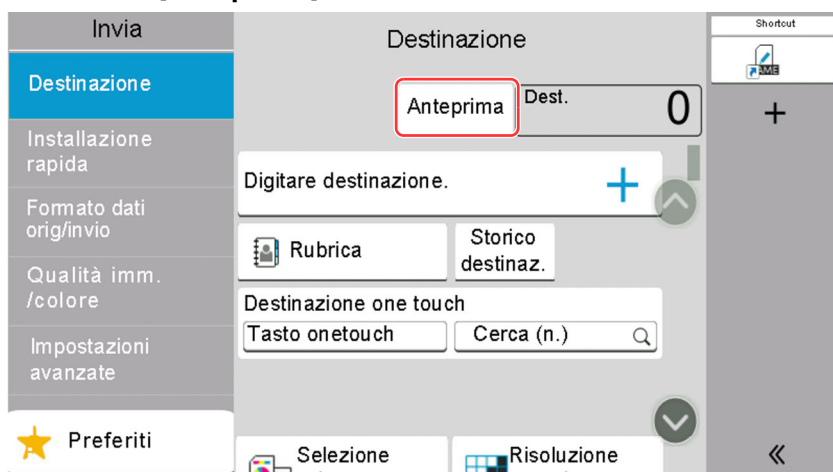 Invia
Destinazione
Installazione
rapida
Formato dati
orig/invio
Qualità imm.
/colore
Impostazioni
avanzate
Preferiti
Destinazione
Anteprima
Dest.
0
Digitare destinazione.
Rubrica
Storico
destinaz.
Destinazione one touch
Tasto onetouch
Cerca (n.)
Selezione
Risoluzione
Shortcut